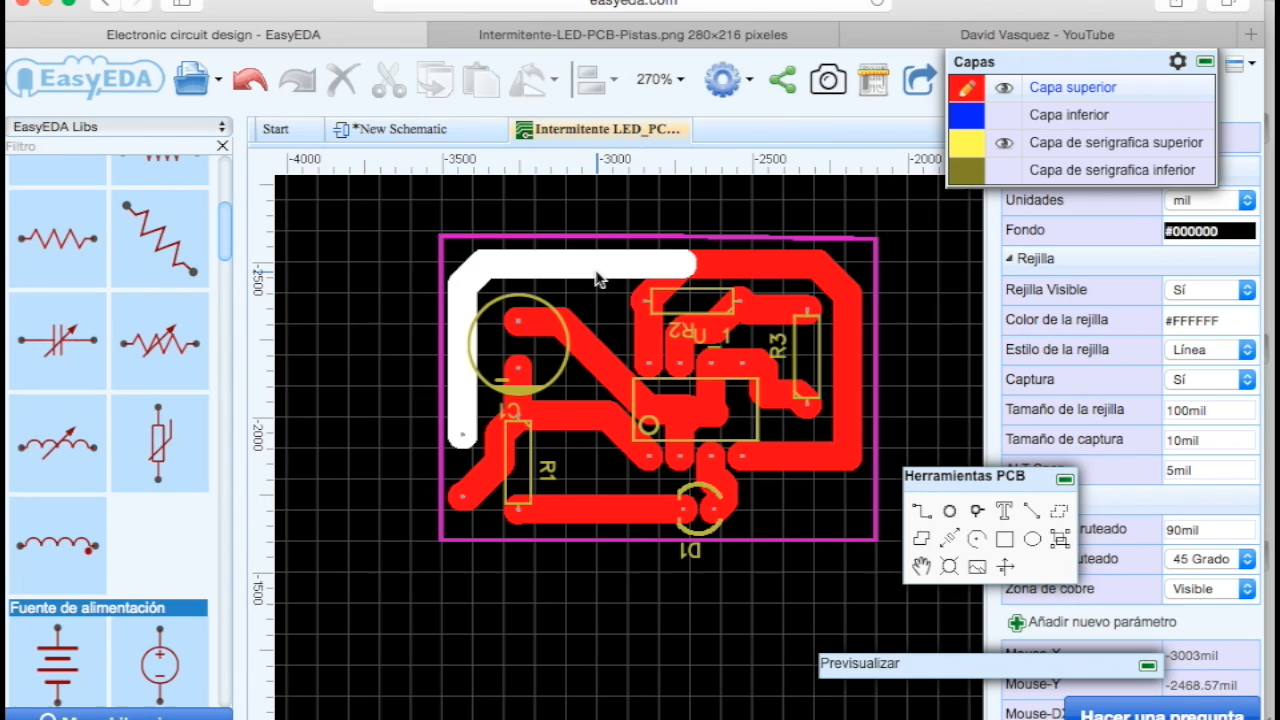 easyeda.com
Electronic circuit design - EasyEDA
Intermitente-LED-PCB-Pistas.png 280×216 pixeles
David Vasquez - YouTube
EasyEDA
270%
Capas
Capa superior
Capa inferior
Capa de serigrafica superior
Capa de serigrafica inferior
EasyEDA Libs
Filtro
Start
*New Schematic
Intermitente LED_PC...
-4000
-3500
-3000
-2500
-2000
-2500
-2000
-1500
R2
U_1
R3
C1
R1
D1
Unidades
mil
Fondo
#000000
Rejilla
Rejilla Visible
Sí
Color de la rejilla
#FFFFFF
Estilo de la rejilla
Línea
Captura
Sí
Tamaño de la rejilla
100mil
Tamaño de captura
10mil
5mil
Herramientas PCB
ruteado
90mil
45 Grado
Zona de cobre
Visible
Añadir nuevo parámetro
Mouse-X
-3003mil
Mouse-Y
-2468.57mil
Previsualizar
Fuente de alimentación
Hacer una pregunta